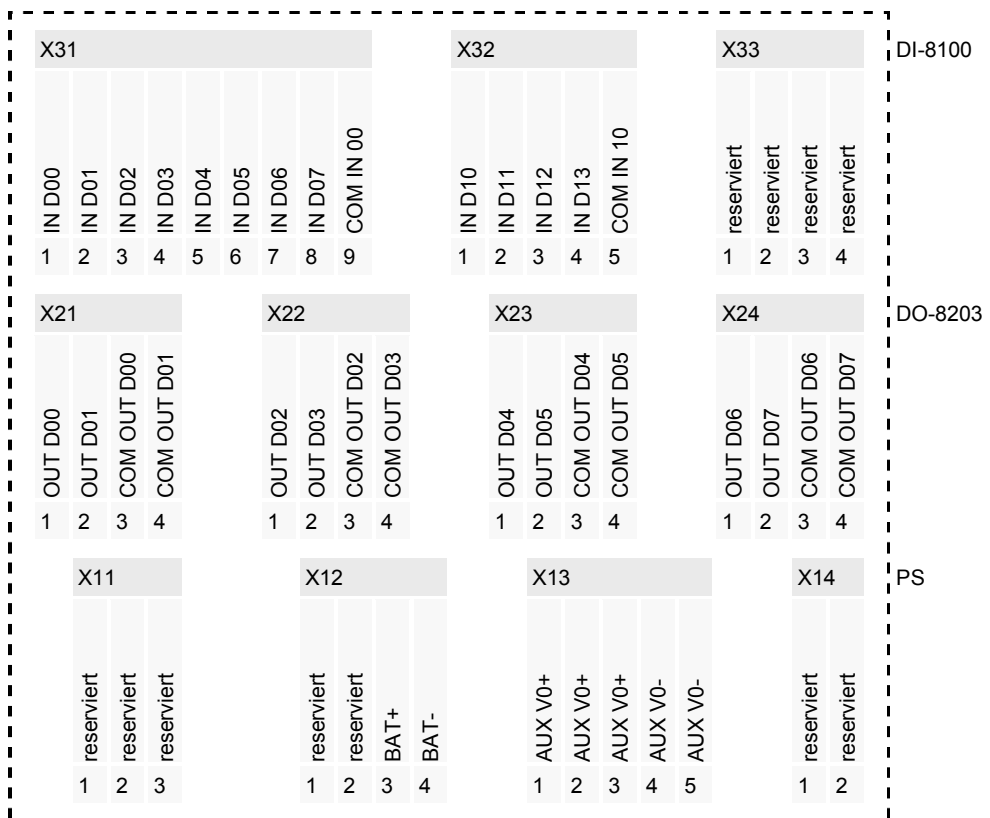 X31 X32 X33 DI-8100
IN D00 IN D01 IN D02 IN D03 IN D04 IN D05 IN D06 IN D07 COM IN 00 IN D10 IN D11 IN D12 IN D13 COM IN 10 reserviert reserviert reserviert reserviert
1 2 3 4 5 6 7 8 9 1 2 3 4 5 1 2 3 4
X21 X22 X23 X24 DO-8203
OUT D00 OUT D01 COM OUT D00 COM OUT D01 OUT D02 OUT D03 COM OUT D02 COM OUT D03 OUT D04 OUT D05 COM OUT D04 COM OUT D05 OUT D06 OUT D07 COM OUT D06 COM OUT D07
1 2 3 4 1 2 3 4 1 2 3 4 1 2 3 4
X11 X12 X13 X14 PS
reserviert reserviert reserviert reserviert reserviert BAT+ BAT- AUX V0+ AUX V0+ AUX V0+ AUX V0- AUX V0- reserviert reserviert
1 2 3 1 2 3 4 1 2 3 4 5 1 2